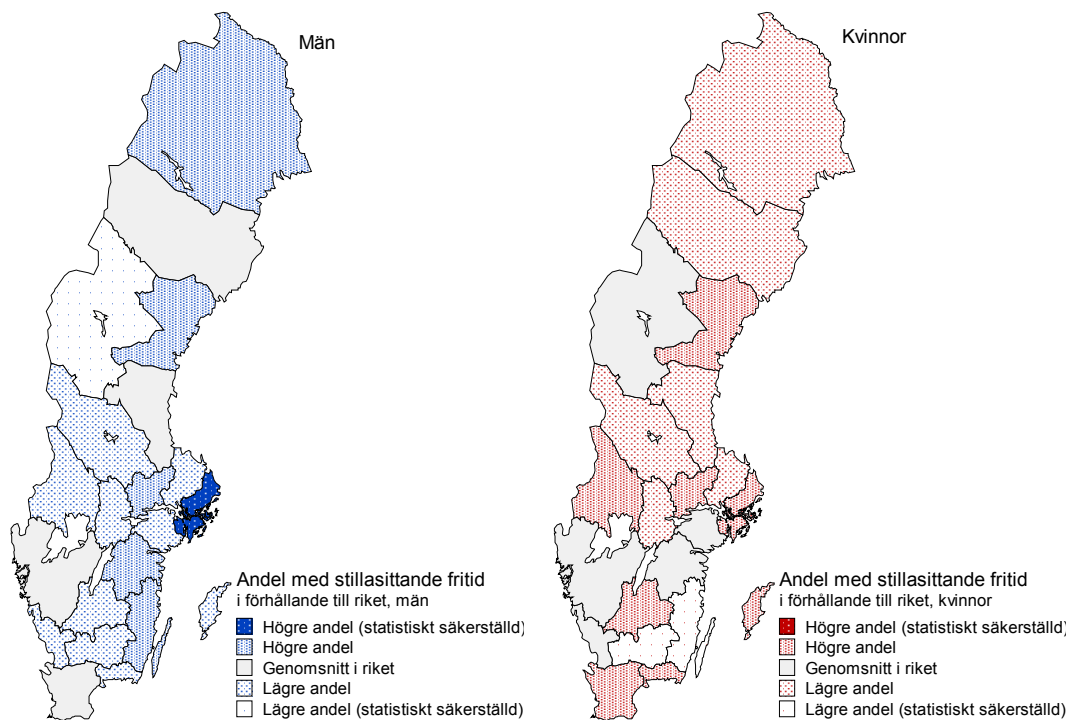 Män
Andel med stillasittande fritid
i förhållande till riket, män
Högre andel (statistiskt säkerställd)
Högre andel
Genomsnitt i riket
Lägre andel
Lägre andel (statistiskt säkerställd)
Kvinnor
Andel med stillasittande fritid
i förhållande till riket, kvinnor
Högre andel (statistiskt säkerställd)
Högre andel
Genomsnitt i riket
Lägre andel
Lägre andel (statistiskt säkerställd)